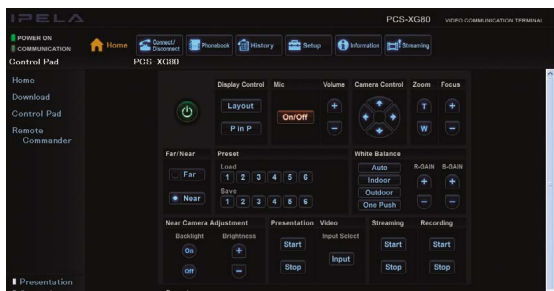 IPELA
PCS-XG80 VIDEO COMMUNICATION TERMINAL
POWER ON
COMMUNICATION
Home
Connect/
Disconnect
Phonebook
History
Setup
Information
Streaming
Control Pad
PCS-XG80
Home
Download
Control Pad
Remote
Commander
Presentation
Display Control Mic Volume Camera Control Zoom Focus
Layout
P in P
On/Off
+
−
T
W
+
−
Far/Near Preset White Balance
Far
Near
Load
1 2 3 4 5 6
Save
1 2 3 4 5 6
Auto
Indoor
Outdoor
One Push
R-GAIN B-GAIN
+ +
− −
Near Camera Adjustment Presentation Video Streaming Recording
Backlight Brightness
On +
Off −
Start
Stop
Input Select
Input
Start
Stop
Start
Stop